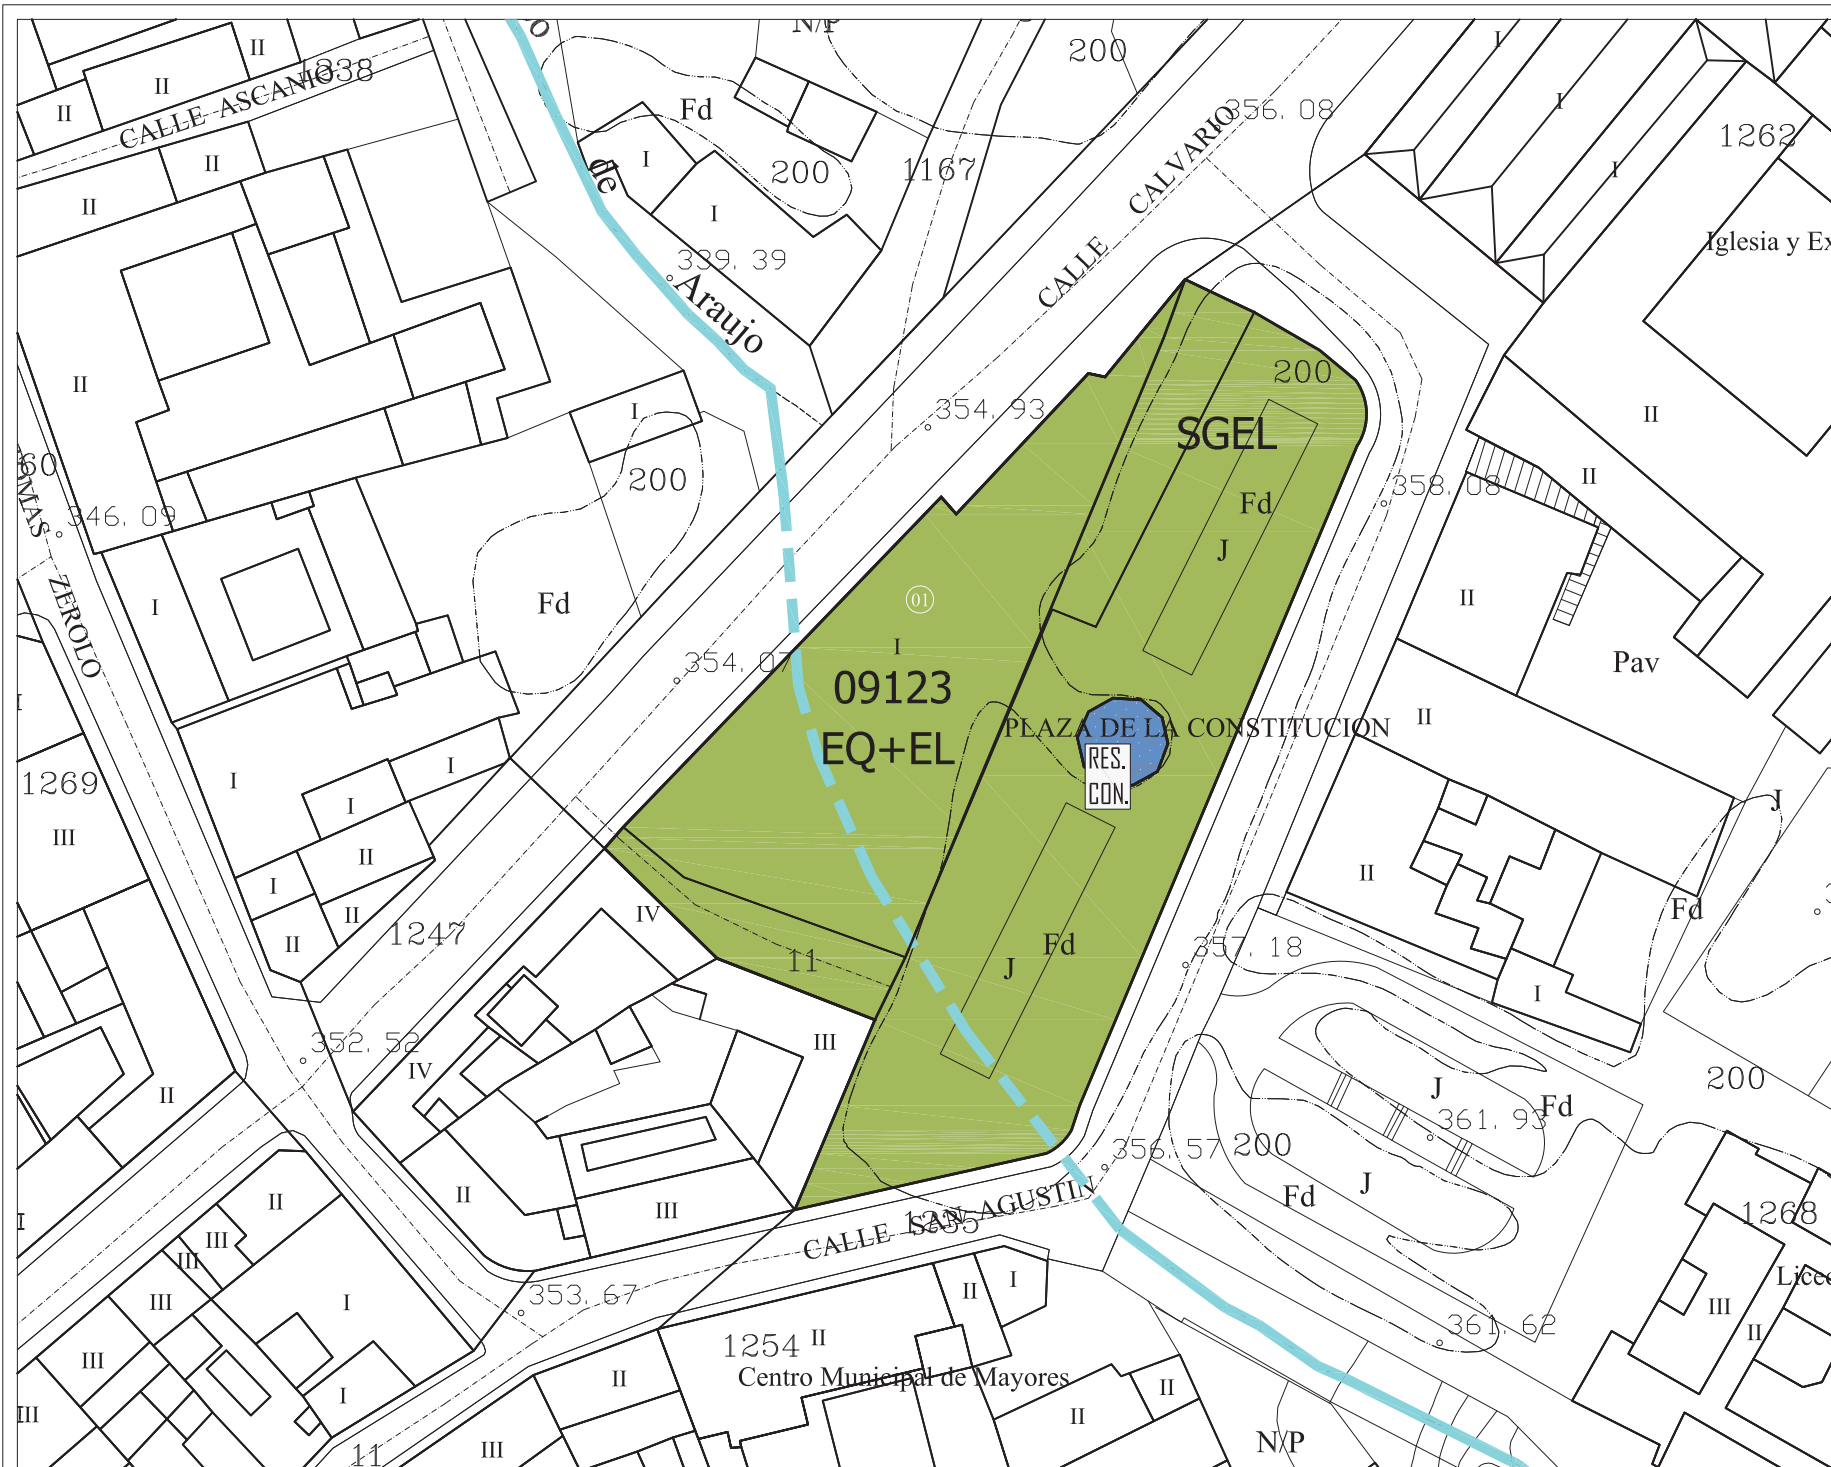 N/P
II
200
II
1238
I
CALLE ASCANIO
II
Fd
I
356, 08
1262
II
CALVARIO
I
de
200
1167
I
II
I
Iglesia y Ex
339, 39
CALLE
Araujo
200
II
I
354, 93
SGEL
II
60
200
II
358, 08
Fd
346, 09
OMAS
J
ZEROLO
I
Fd
01
II
I
354, 07
09123
Pav
EQ+EL
PLAZA DE LA CONSTITUCION
II
RES.
CON.
1269
I
I
I
J
III
II
II
I
IV
Fd
II
1247
II
Fd
357, 18
11
J
I
352, 52
III
IV
J
200
Fd
II
361, 93
356, 57
200
J
Fd
II
II
III
1268
CALLE SAN AGUSTIN
1235
III
III
III
I
353, 67
II
I
Licec
III
361, 62
II
1254
II
III
II
Centro Municipal de Mayores
II
I
III
II
N/P
III
11